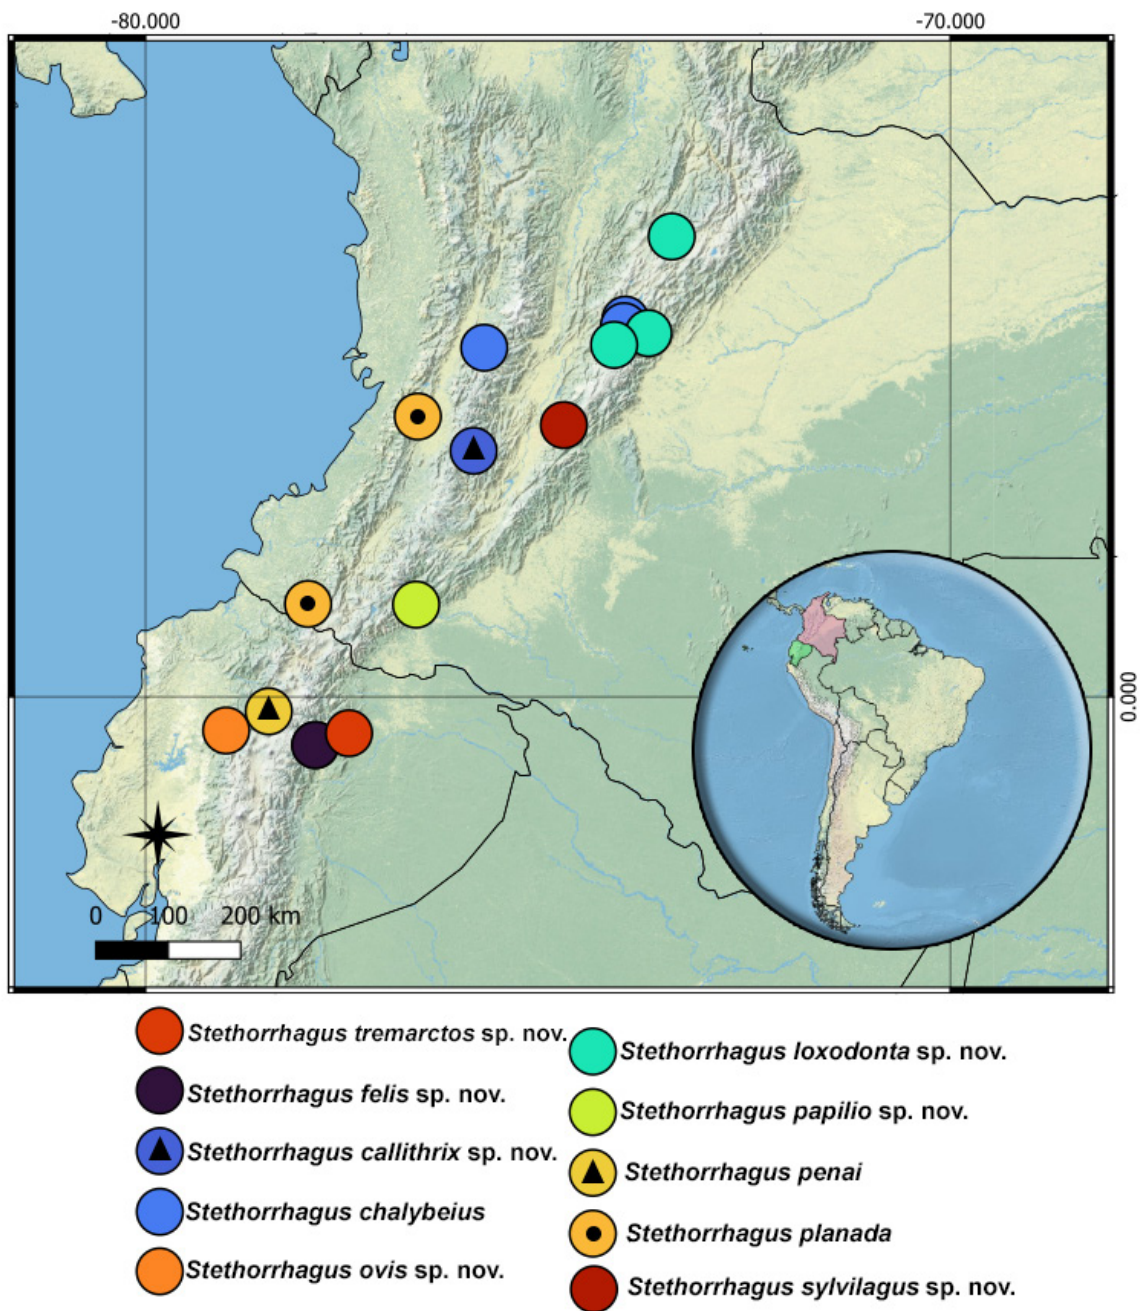 -80.000
-70.000
0.000
0 100 200 km
Stethorrhagus tremarctos sp. nov.
Stethorrhagus felis sp. nov.
Stethorrhagus callithrix sp. nov.
Stethorrhagus chalybeius
Stethorrhagus ovis sp. nov.
Stethorrhagus loxodonta sp. nov.
Stethorrhagus papilio sp. nov.
Stethorrhagus penai
Stethorrhagus planada
Stethorrhagus sylvilagus sp. nov.